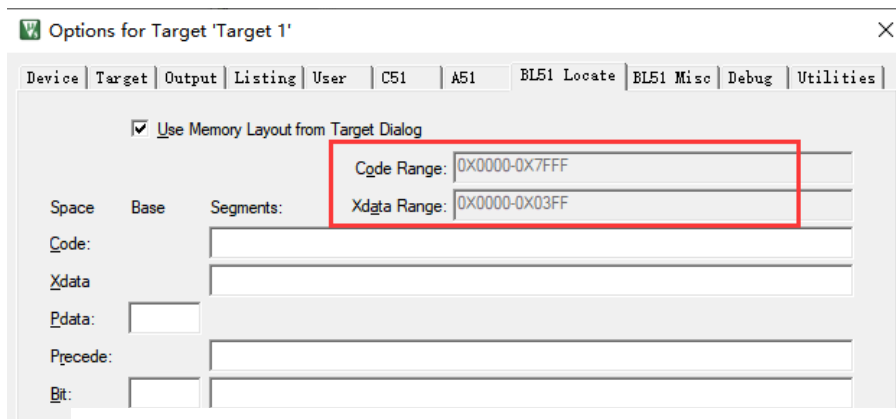 Options for Target 'Target 1'
Device Target Output Listing User C51 A51 BL51 Locate BL51 Misc Debug Utilities
Use Memory Layout from Target Dialog
Code Range: 0X0000-0X7FFF
Space Base Segments: Xdata Range: 0X0000-0X03FF
Code:
Xdata
Pdata:
Precede:
Bit: